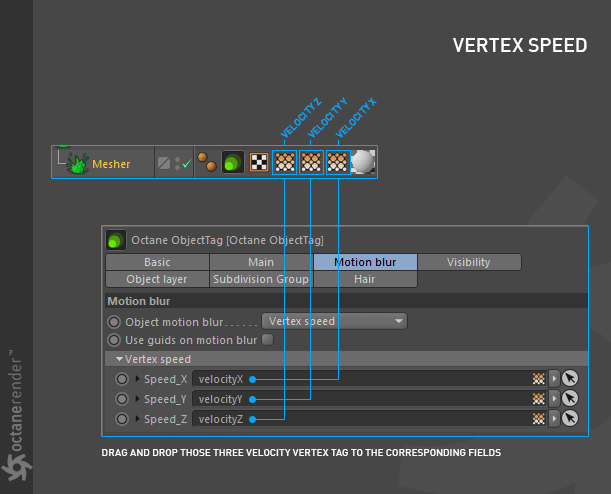 VERTEX SPEED
VELOCITY Z
VELOCITY Y
VELOCITY X
Mesher
Octane ObjectTag [Octane ObjectTag]
Basic Main Motion blur Visibility
Object layer Subdivision Group Hair
Motion blur
Object motion blur...... Vertex speed
Use guids on motion blur
Vertex speed
Speed_X velocityX
Speed_Y velocityY
Speed_Z velocityZ
DRAG AND DROP THOSE THREE VELOCITY VERTEX TAG TO THE CORRESPONDING FIELDS
octanerender™